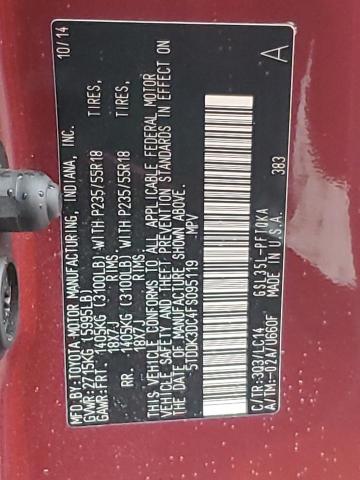 MFD.BY:TOYOTA MOTOR MANUFACTURING, INDIANA, INC. 10/14
GVWR: 2715KG (5995LB)
GAWR:FRT. 1405KG (3100LB) WITH P235/55R18 TIRES,
18X7J RIMS
RR. 1405KG (3100LB) WITH P235/55R18 TIRES,
18X7J RIMS
THIS VEHICLE CONFORMS TO ALL APPLICABLE FEDERAL MOTOR
VEHICLE SAFETY AND THEFT PREVENTION STANDARDS IN EFFECT ON
THE DATE OF MANUFACTURE SHOWN ABOVE.
5TDDK3DC4FS095119 MPV
A
383
C/TR:3Q3/LC14 GSL35L-PFTQKA
A/TM:-02A/U660F MADE IN U.S.A.